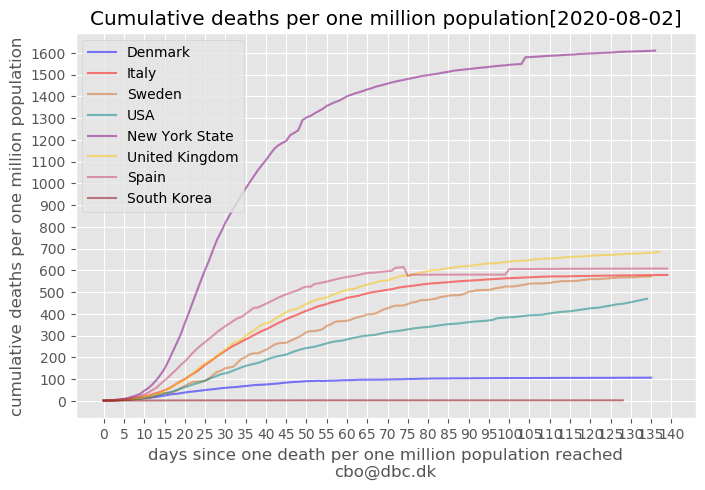 Cumulative deaths per one million population[2020-08-02]
cumulative deaths per one million population
1600
1500
1400
1300
1200
1100
1000
900
800
700
600
500
400
300
200
100
0
Denmark
Italy
Sweden
USA
New York State
United Kingdom
Spain
South Korea
0 5 10 15 20 25 30 35 40 45 50 55 60 65 70 75 80 85 90 95 100 105 110 115 120 125 130 135 140
days since one death per one million population reached
cbo@dbc.dk